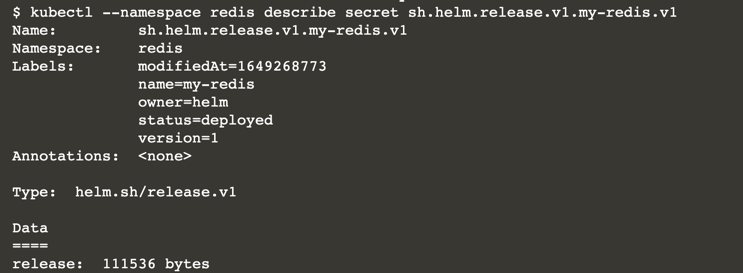 $ kubectl --namespace redis describe secret sh.helm.release.v1.my-redis.v1
Name:         sh.helm.release.v1.my-redis.v1
Namespace:    redis
Labels:       modifiedAt=1649268773
              name=my-redis
              owner=helm
              status=deployed
              version=1
Annotations:  <none>
Type:  helm.sh/release.v1
Data
====
release:  111536 bytes